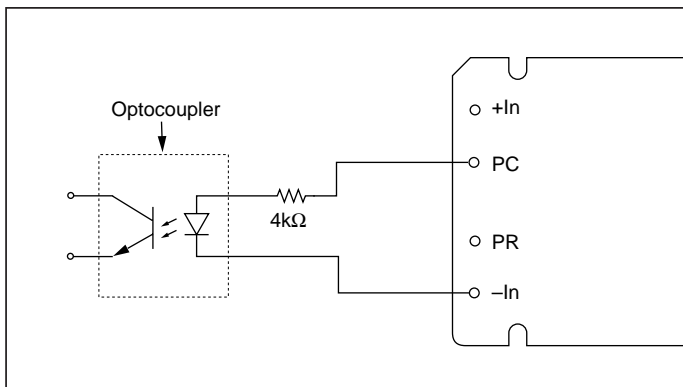 Optocoupler
4kΩ
+In
PC
PR
–In